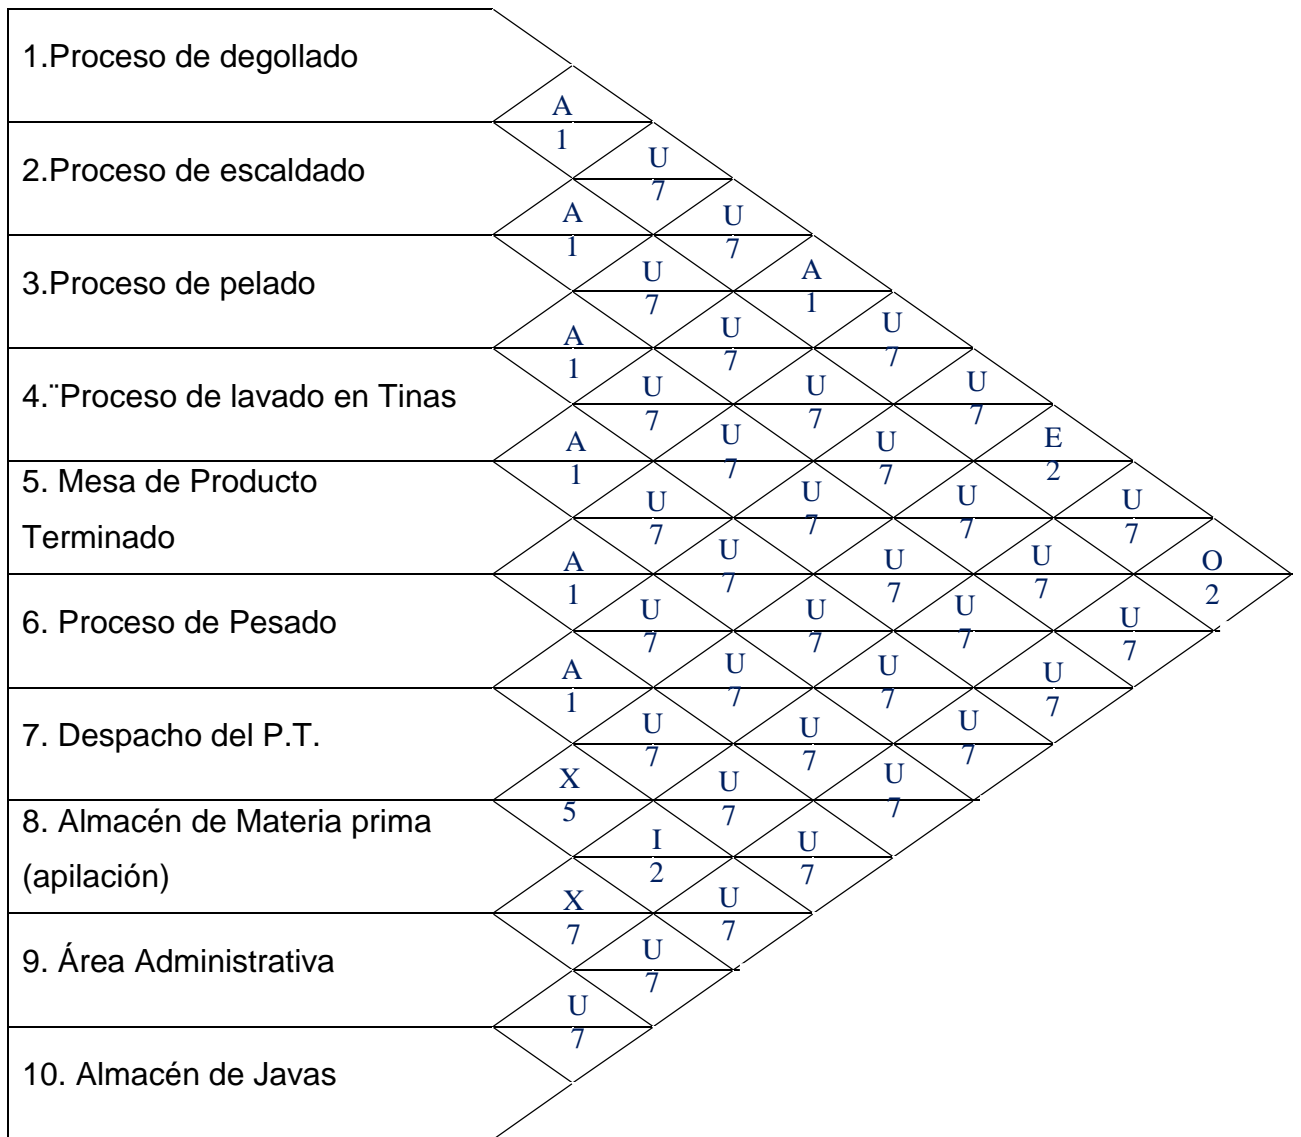 1.Proceso de degollado
A
1
2.Proceso de escaldado
U
7
A U
1 7
3.Proceso de pelado
U A
7 1
A U U
1 7 7
4.¨Proceso de lavado en Tinas
U U U
7 7 7
A U U E
1 7 7 2
5. Mesa de Producto
Terminado
U U U U
7 7 7 7
A U U U O
1 7 7 7 2
6. Proceso de Pesado
U U U U
7 7 7 7
A U U U
1 7 7 7
7. Despacho del P.T.
U U U
7 7 7
X U U
5 7 7
8. Almacén de Materia prima
(apilación)
I U
2 7
X U
7 7
9. Área Administrativa
U
7
U
7
10. Almacén de Javas